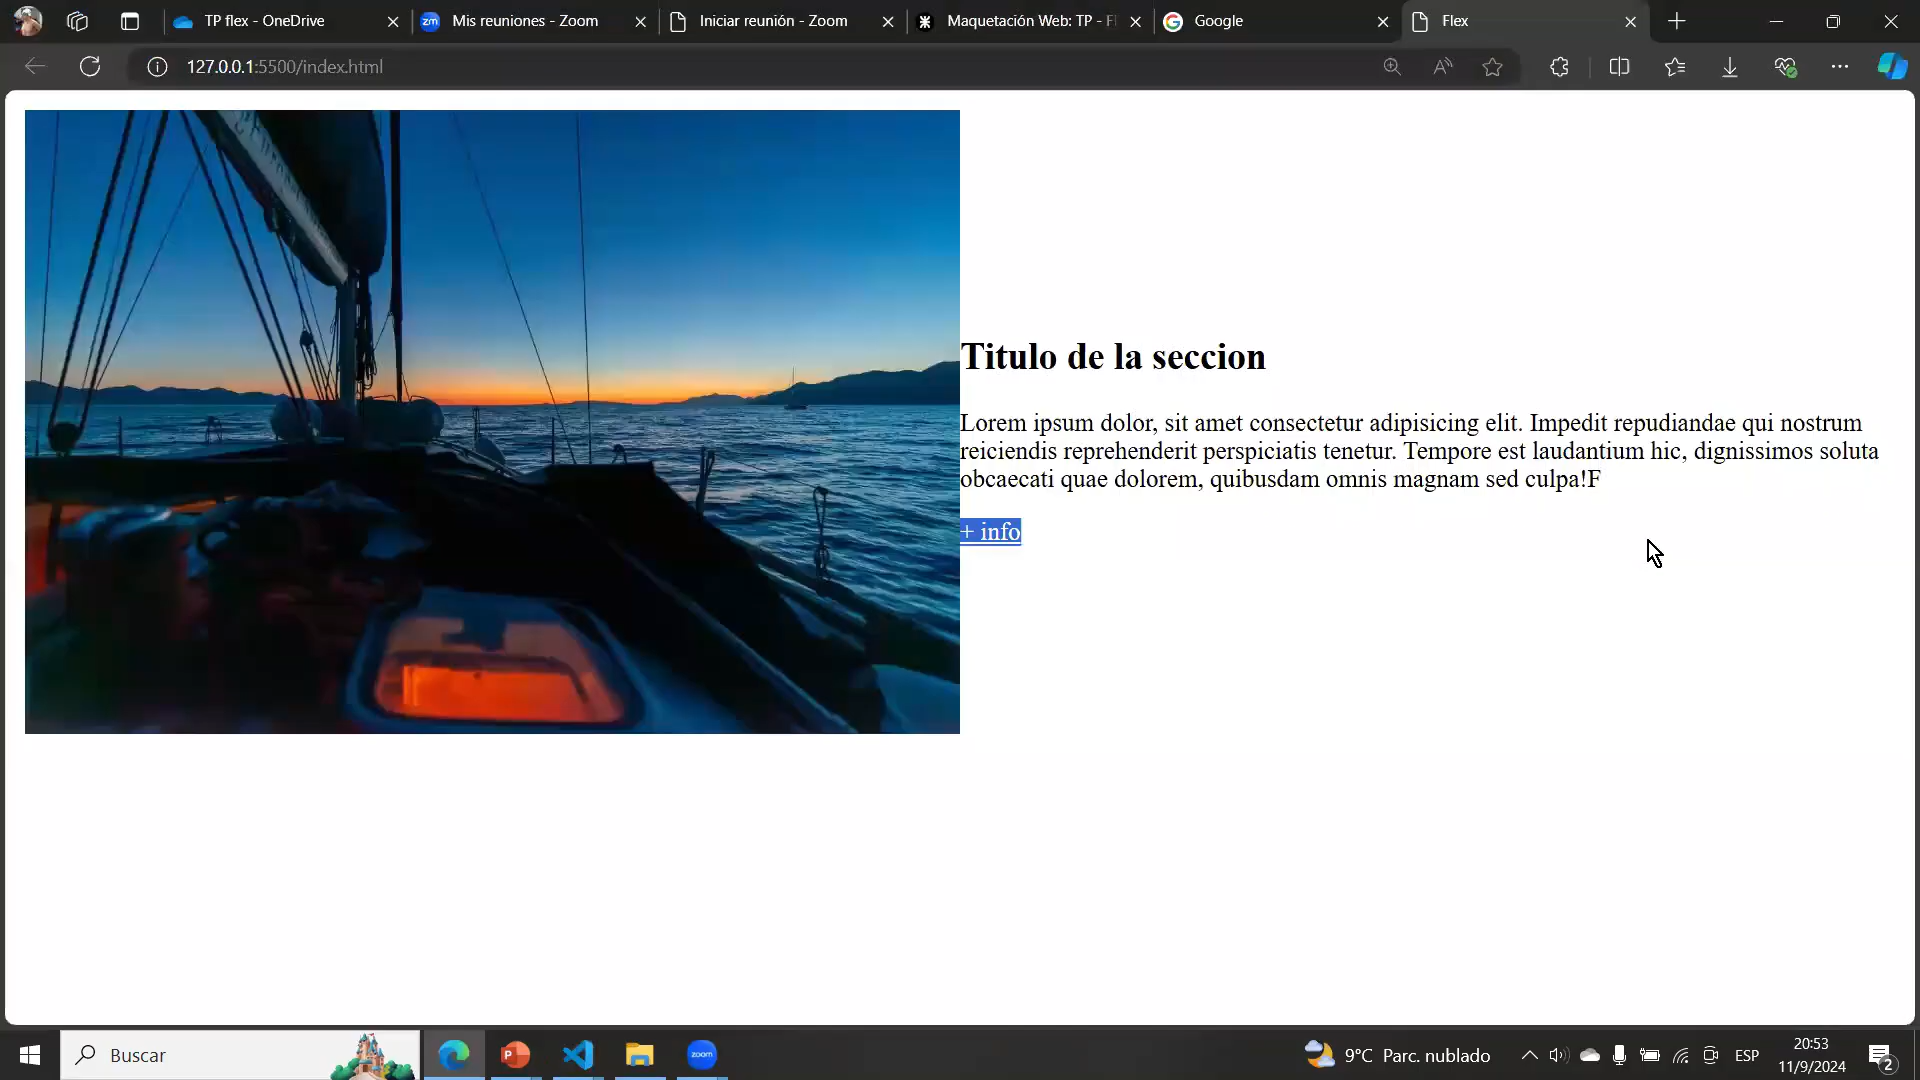 TP flex - OneDrive
Mis reuniones - Zoom
Iniciar reunión - Zoom
Maquetación Web: TP - Fl
Google
Flex
127.0.0.1:5500/index.html
Titulo de la seccion
Lorem ipsum dolor, sit amet consectetur adipisicing elit. Impedit repudiandae qui nostrum
reiciendis reprehenderit perspiciatis tenetur. Tempore est laudantium hic, dignissimos soluta
obcaecati quae dolorem, quibusdam omnis magnam sed culpa!F
+ info
Buscar
zoom
9°C Parc. nublado
ESP
20:53
11/9/2024
2